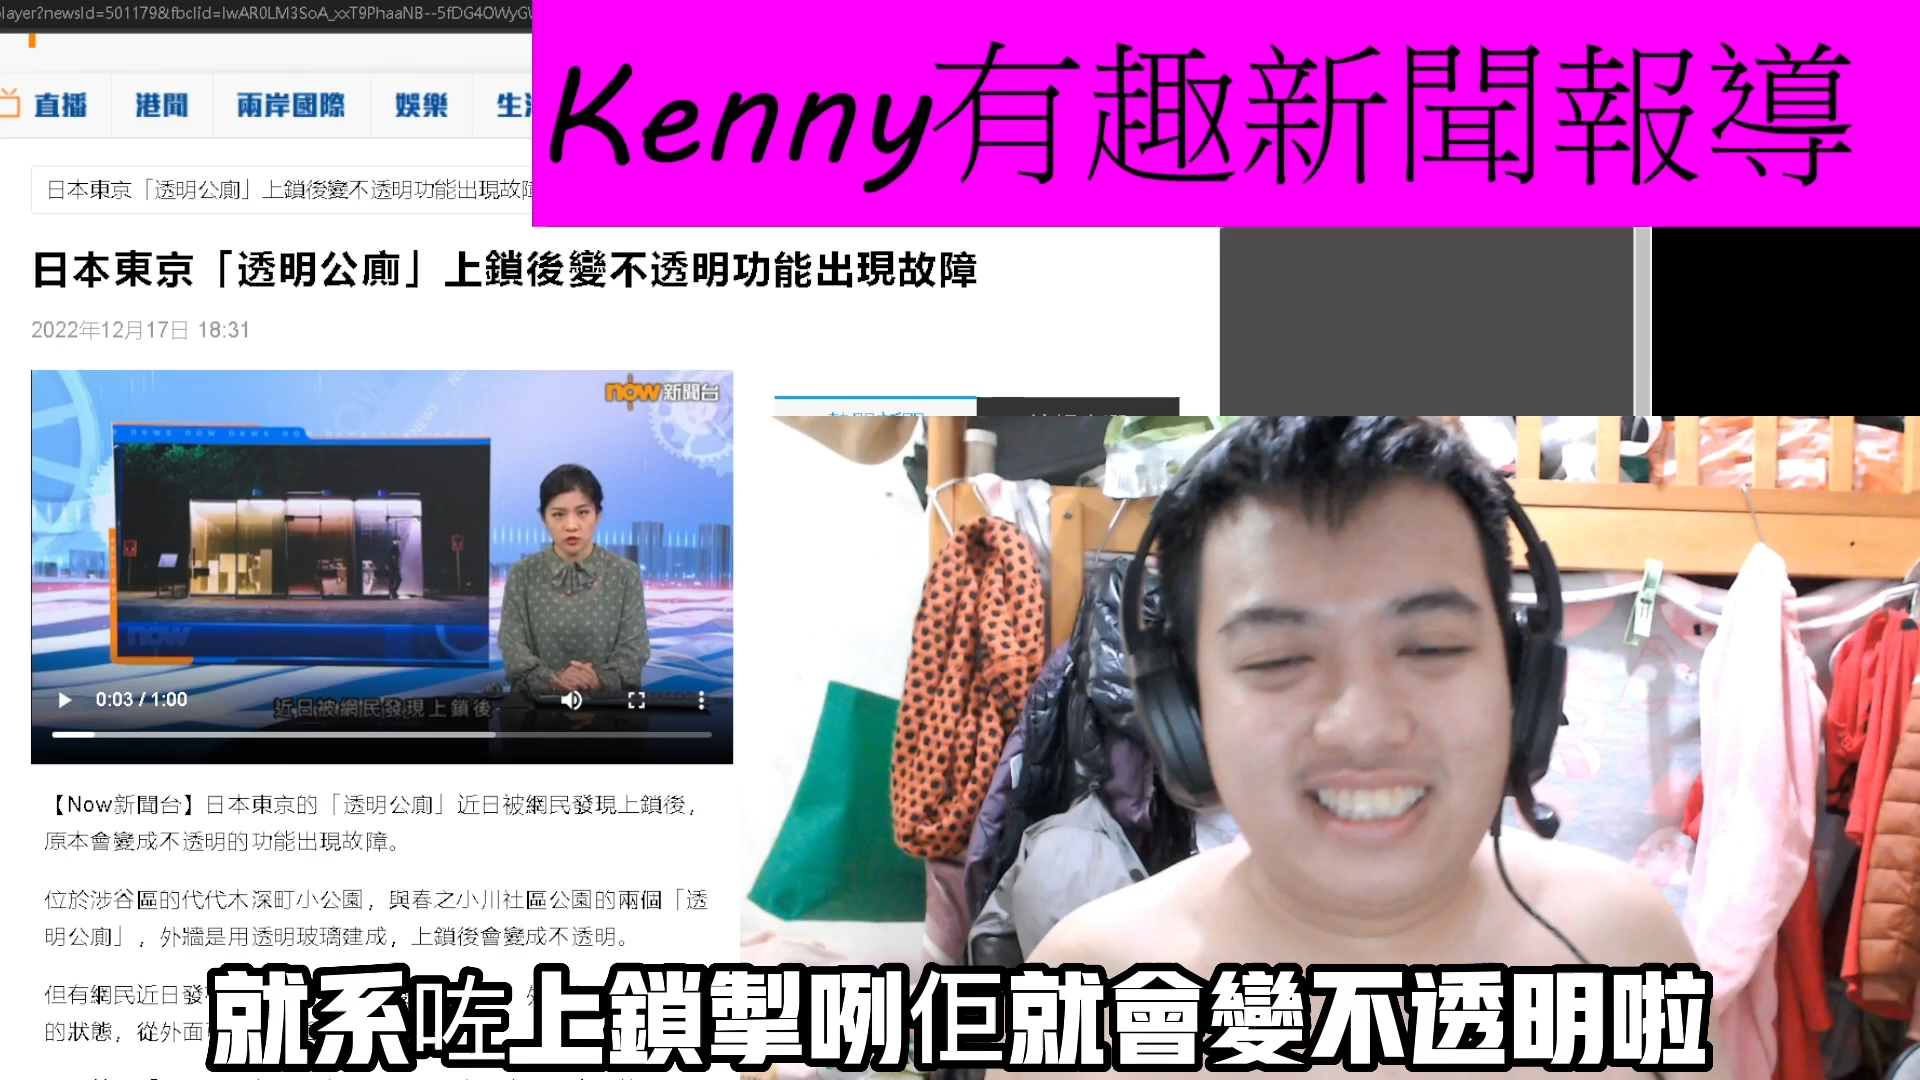 layer?newsId=501179&fbclid=IwAR0LM3SoA_xxT9PhaaNB--5fDG4OWyG
Kenny有趣新聞報導
直播 港聞 兩岸國際 娛樂 生
日本東京「透明公廁」上鎖後變不透明功能出現故障
日本東京「透明公廁」上鎖後變不透明功能出現故障
2022年12月17日 18:31
now新聞台
news now news no
NOW
近日被網民發現上鎖後
0:03 / 1:00
【Now新聞台】日本東京的「透明公廁」近日被網民發現上鎖後，
原本會變成不透明的功能出現故障。
位於涉谷區的代代木深町小公園，與春之小川社區公園的兩個「透
明公廁」，外牆是用透明玻璃建成，上鎖後會變成不透明。
但有網民近日發
的狀態，從外面
就系咗上鎖掣咧佢就會變不透明啦